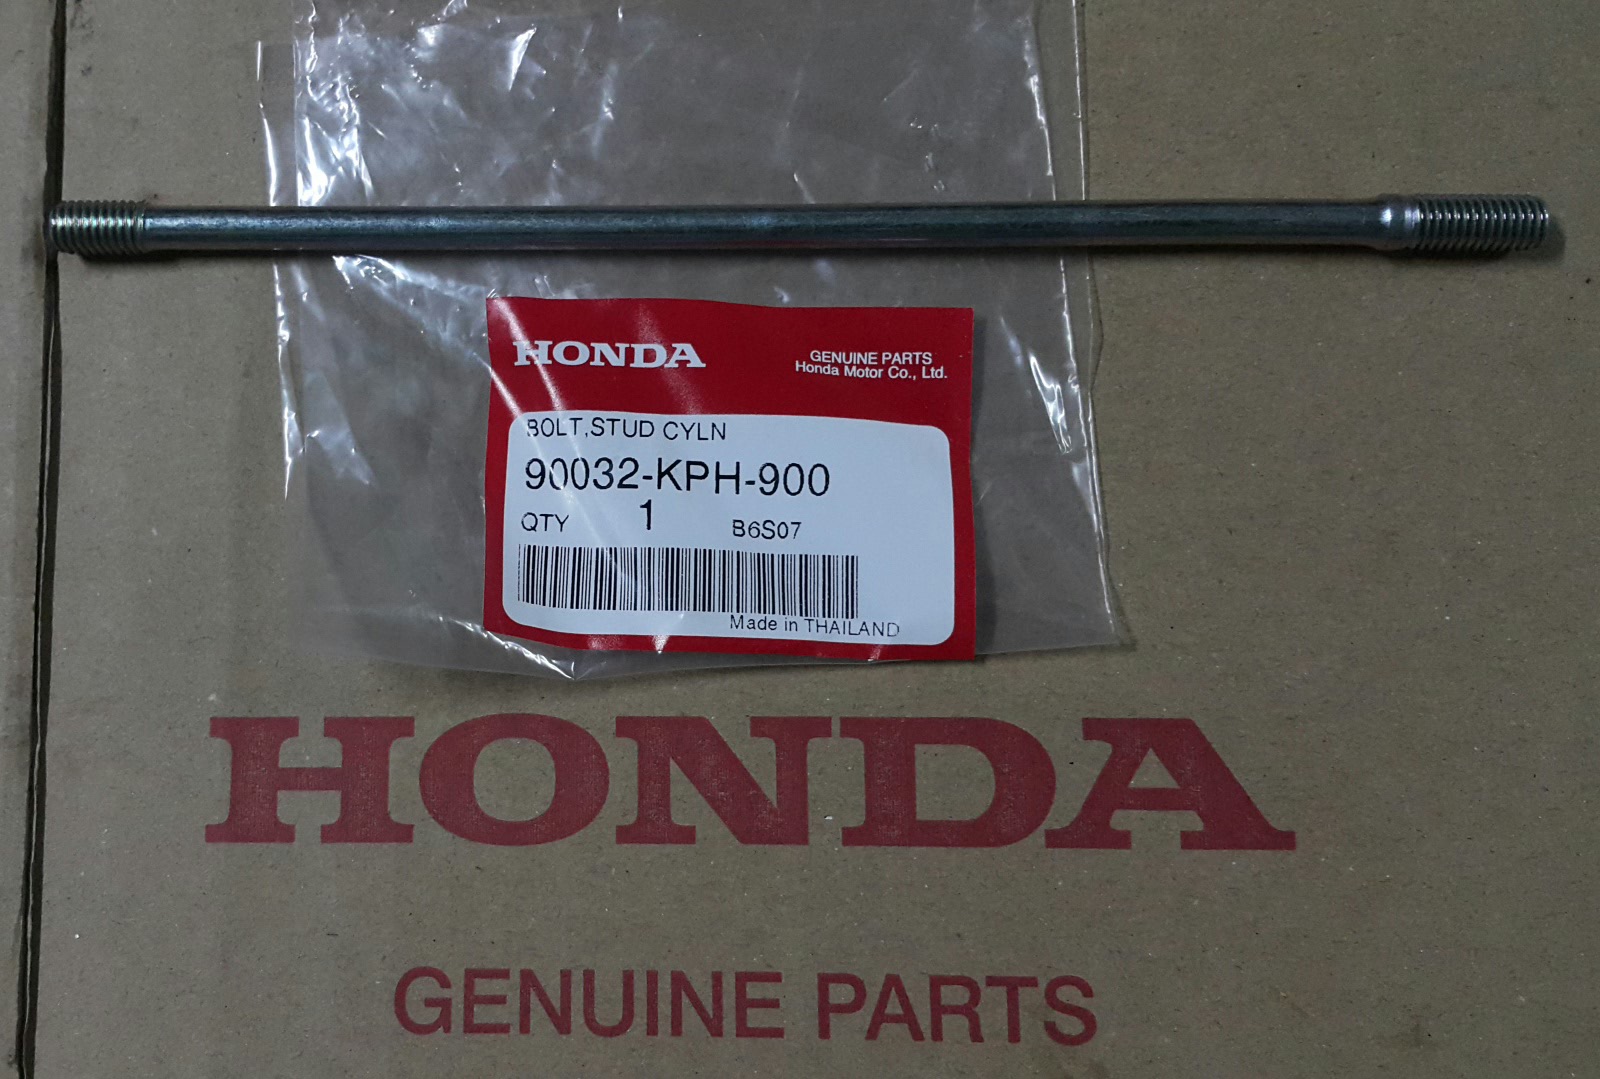 HONDA
GENUINE PARTS
Honda Motor Co., Ltd.
BOLT,STUD CYLN
90032-KPH-900
QTY 1 B6S07
Made in THAILAND
HONDA
GENUINE PARTS